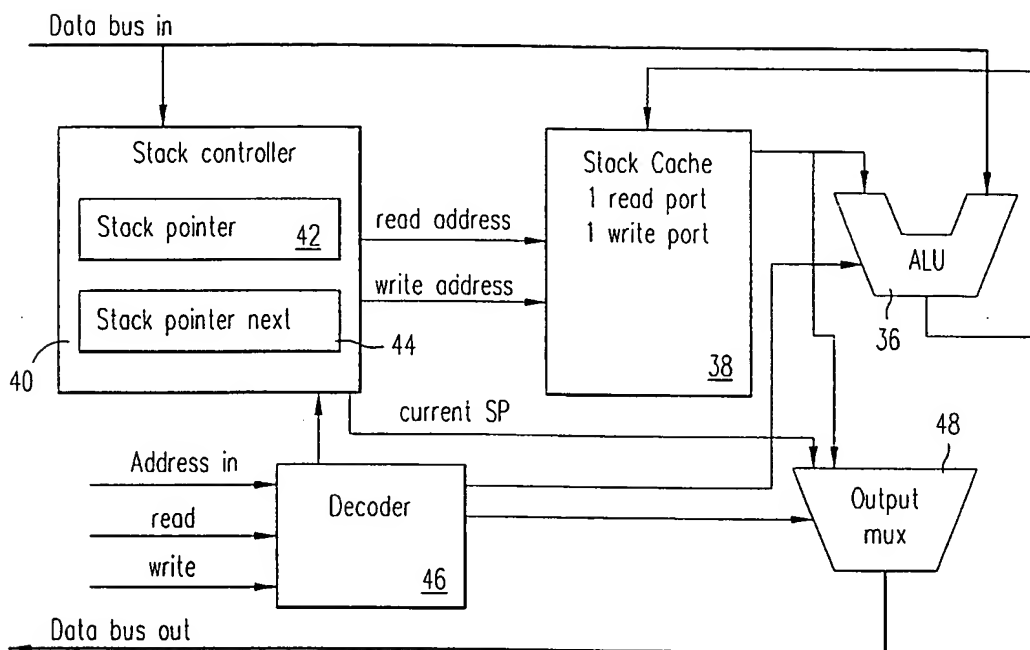 Data bus in
Stack controller
Stack pointer
42
Stack pointer next
44
40
read address
write address
Stack Cache
1 read port
1 write port
38
ALU
36
current SP
48
Address in
read
write
Decoder
46
Output
mux
Data bus out